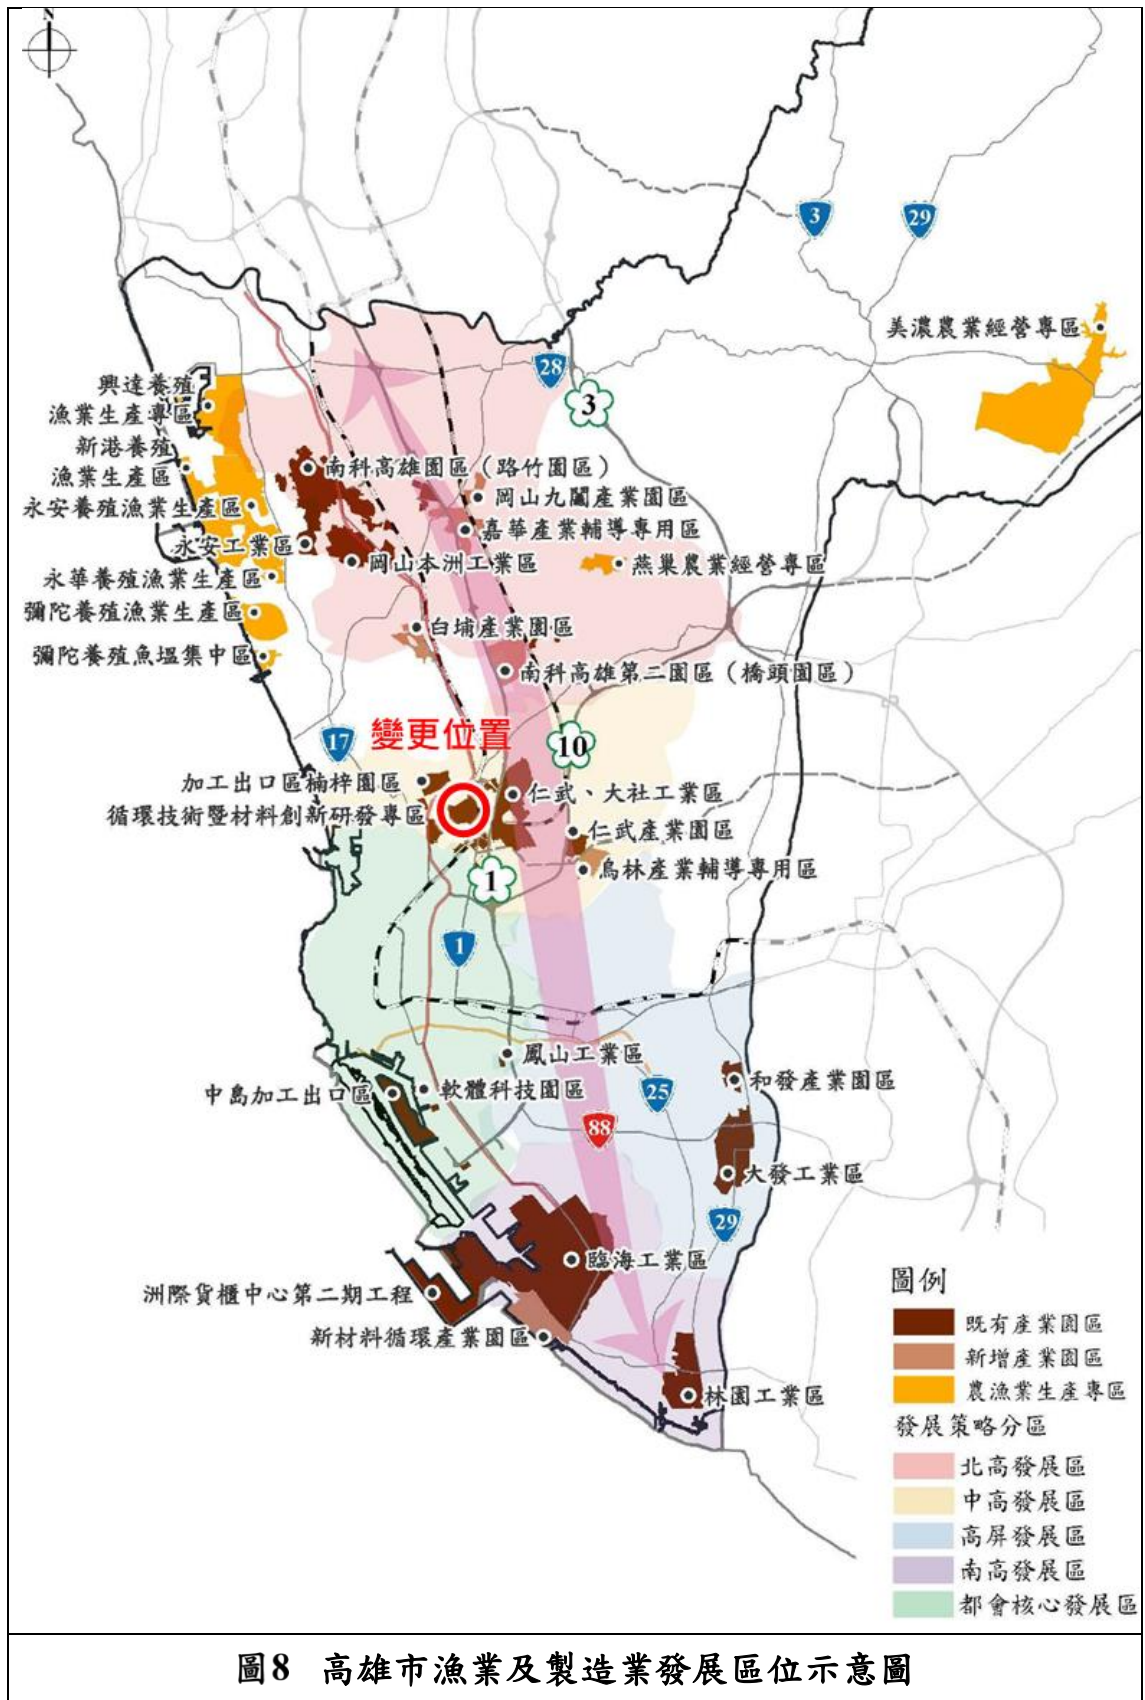 N
3
29
美濃農業經營專區
28
3
興達養殖
漁業生產專區
新港養殖
漁業生產區
南科高雄園區（路竹園區）
岡山九鬮產業園區
永安養殖漁業生產區
嘉華產業輔導專用區
永安工業區
岡山本洲工業區
燕巢農業經營專區
永華養殖漁業生產區
彌陀養殖漁業生產區
白埔產業園區
彌陀養殖魚塭集中區
南科高雄第二園區（橋頭園區）
17
變更位置
10
加工出口區楠梓園區
仁武、大社工業區
循環技術暨材料創新研發專區
仁武產業園區
烏林產業輔導專用區
1
1
鳳山工業區
和發產業園區
中島加工出口區
軟體科技園區
25
88
大發工業區
29
臨海工業區
洲際貨櫃中心第二期工程
新材料循環產業園區
林園工業區
圖例
既有產業園區
新增產業園區
農漁業生產專區
發展策略分區
北高發展區
中高發展區
高屏發展區
南高發展區
都會核心發展區
圖8 高雄市漁業及製造業發展區位示意圖